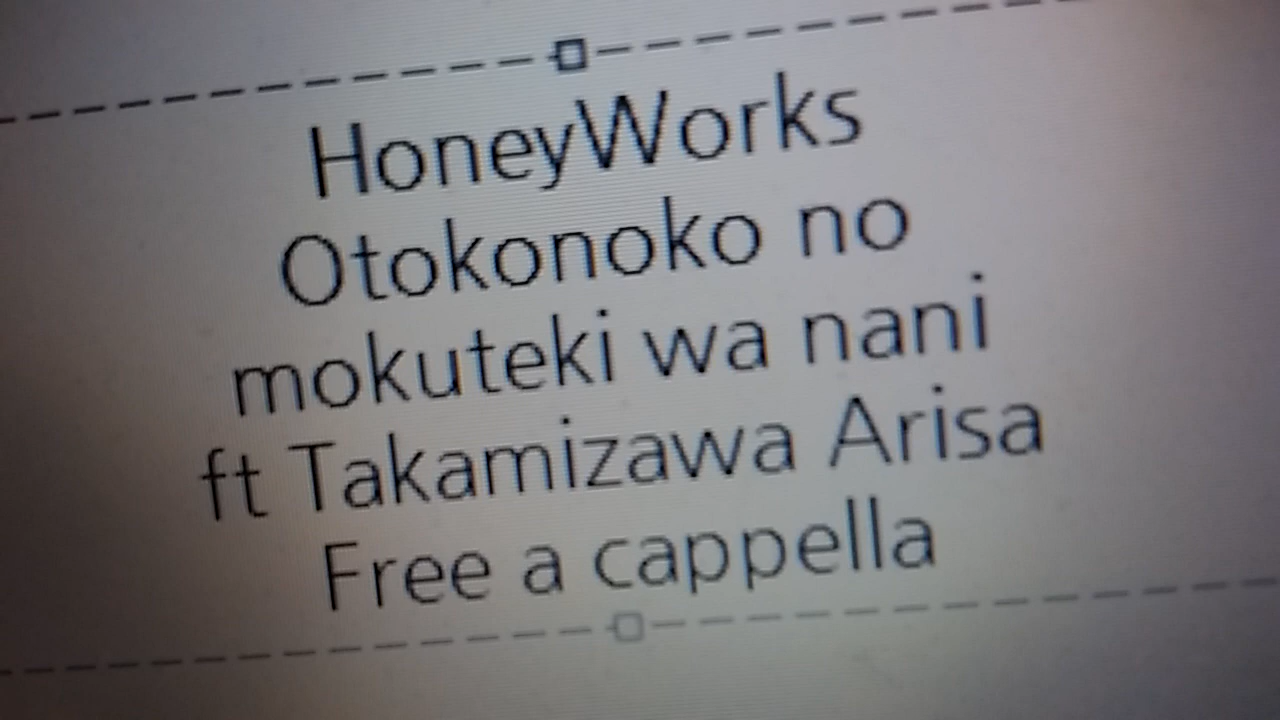 HoneyWorks
Otokonoko no
mokuteki wa nani
ft Takamizawa Arisa
Free a cappella